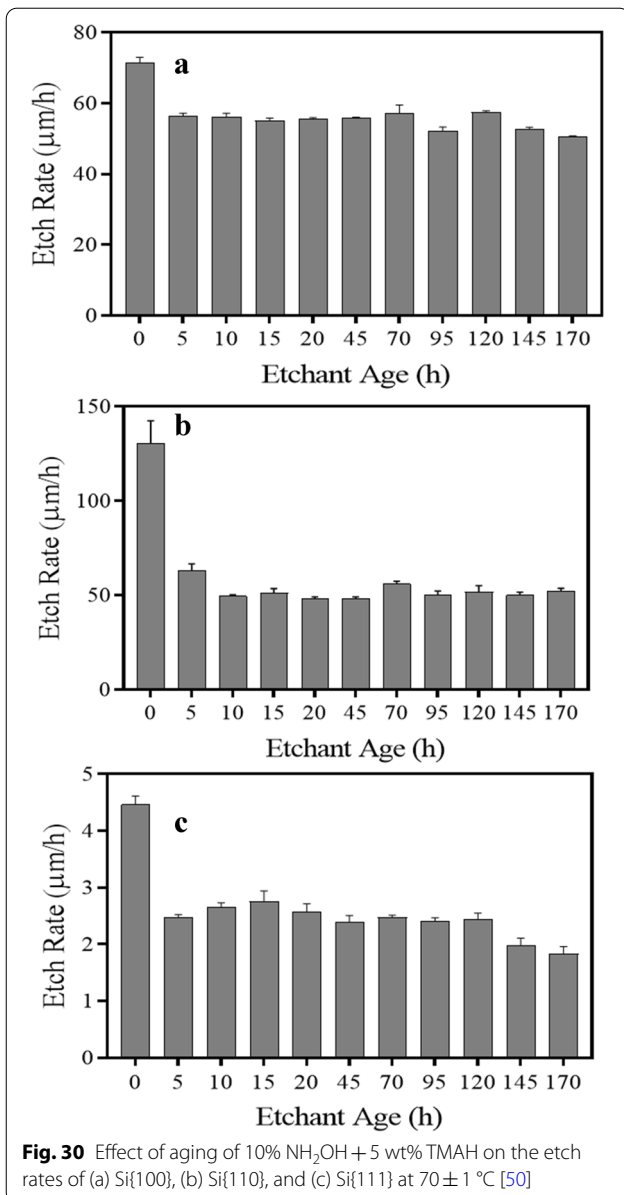 80
60
40
20
0
Etch Rate (µm/h)
a
0 5 10 15 20 45 70 95 120 145 170
Etchant Age (h)
150
100
50
0
Etch Rate (µm/h)
b
0 5 10 15 20 45 70 95 120 145 170
Etchant Age (h)
5
4
3
2
1
0
Etch Rate (µm/h)
c
0 5 10 15 20 45 70 95 120 145 170
Etchant Age (h)
Fig. 30 Effect of aging of 10% NH₂OH + 5 wt% TMAH on the etch
rates of (a) Si{100}, (b) Si{110}, and (c) Si{111} at 70 ± 1 °C [50]